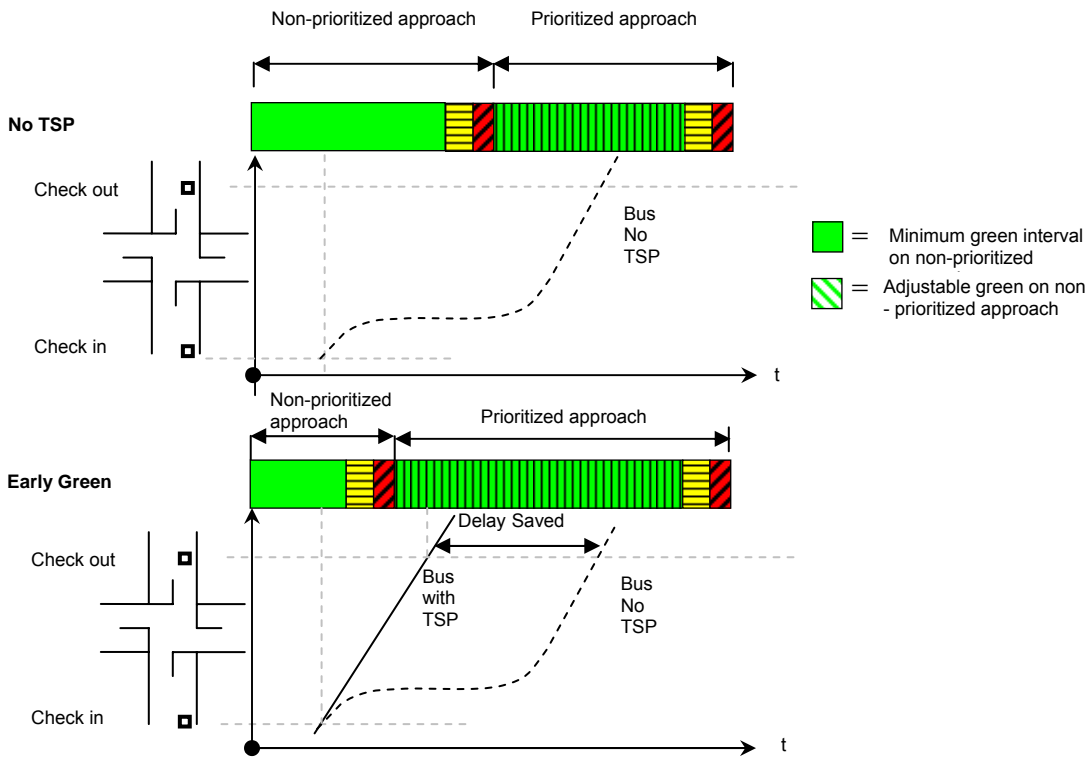 Non-prioritized approach
Prioritized approach
No TSP
Check out
Bus
No
TSP
= Minimum green interval
on non-prioritized
= Adjustable green on non
- prioritized approach
Check in
t
Non-prioritized
approach
Prioritized approach
Early Green
Delay Saved
Check out
Bus
with
TSP
Bus
No
TSP
Check in
t